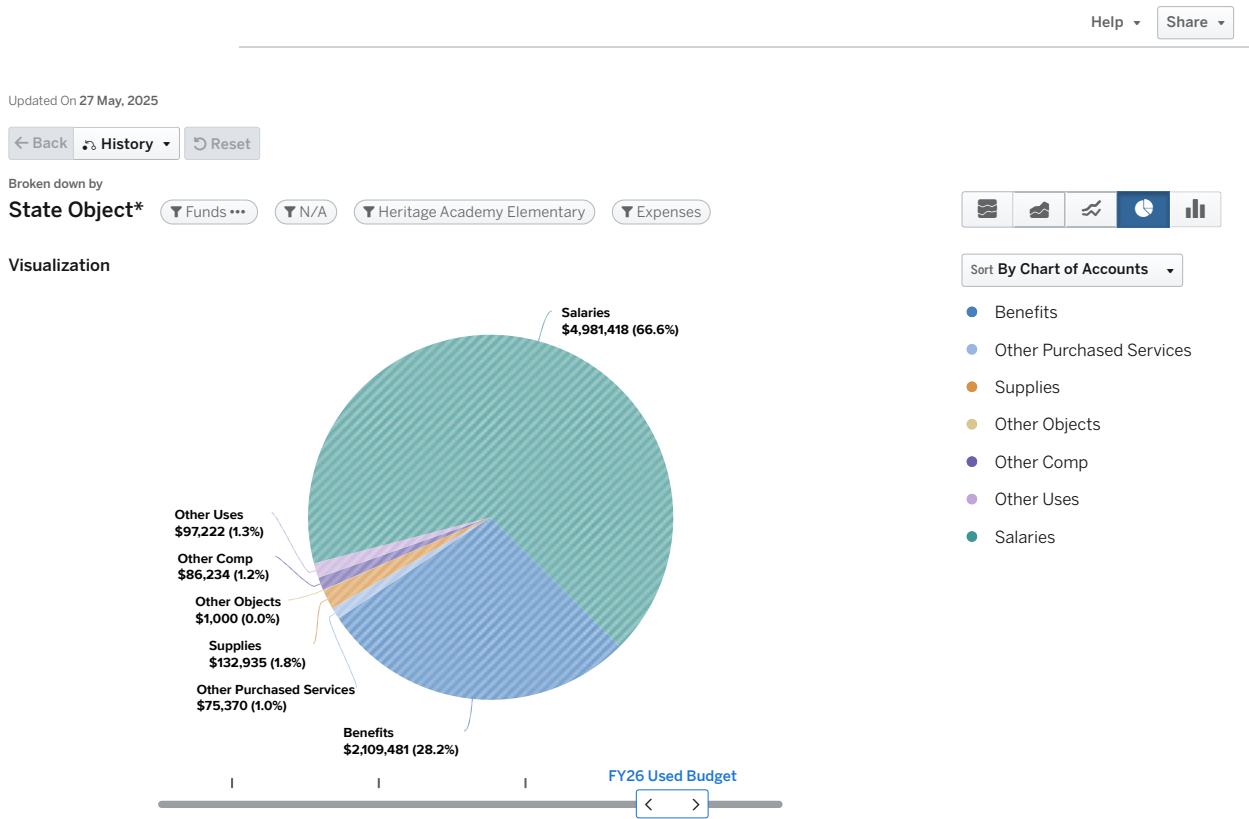 Help
Share
Updated On 27 May, 2025
Back
History
Reset
Broken down by
State Object*
Funds •••
N/A
Heritage Academy Elementary
Expenses
Visualization
Sort By Chart of Accounts
Benefits
Other Purchased Services
Supplies
Other Objects
Other Comp
Other Uses
Salaries
Salaries
$4,981,418 (66.6%)
Other Uses
$97,222 (1.3%)
Other Comp
$86,234 (1.2%)
Other Objects
$1,000 (0.0%)
Supplies
$132,935 (1.8%)
Other Purchased Services
$75,370 (1.0%)
Benefits
$2,109,481 (28.2%)
FY26 Used Budget